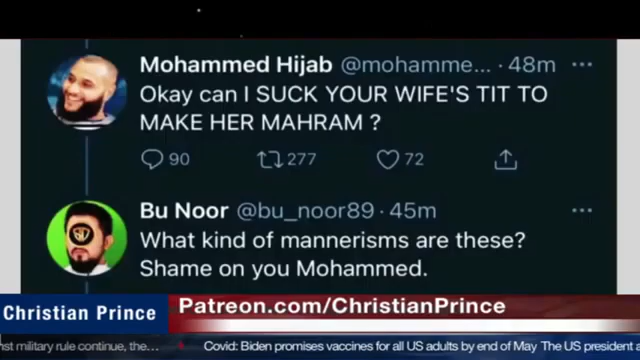 Mohammed Hijab @mohamme... · 48m ···
Okay can I SUCK YOUR WIFE'S TIT TO
MAKE HER MAHRAM ?
90 277 72
Bu Noor @bu_noor89 · 45m ···
What kind of mannerisms are these?
Shame on you Mohammed.
Christian Prince
Patreon.com/ChristianPrince
st military rule continue, the... Covid: Biden promises vaccines for all US adults by end of May The US president a